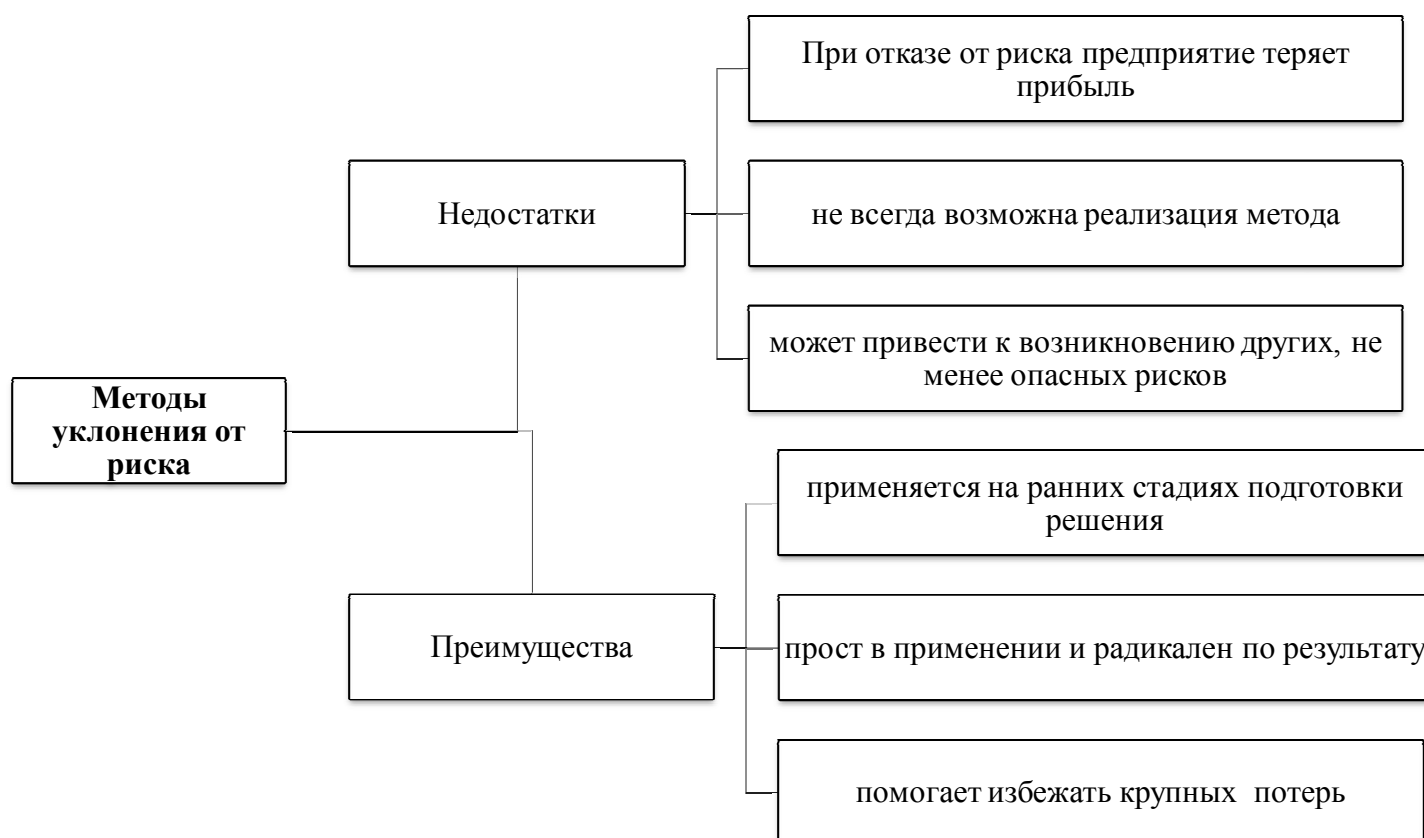 При отказе от риска предприятие теряет
прибыль
Недостатки
не всегда возможна реализация метода
может привести к возникновению других, не
менее опасных рисков
Методы
уклонения от
риска
применяется на ранних стадиях подготовки
решения
Преимущества
прост в применении и радикален по результату
помогает избежать крупных потерь